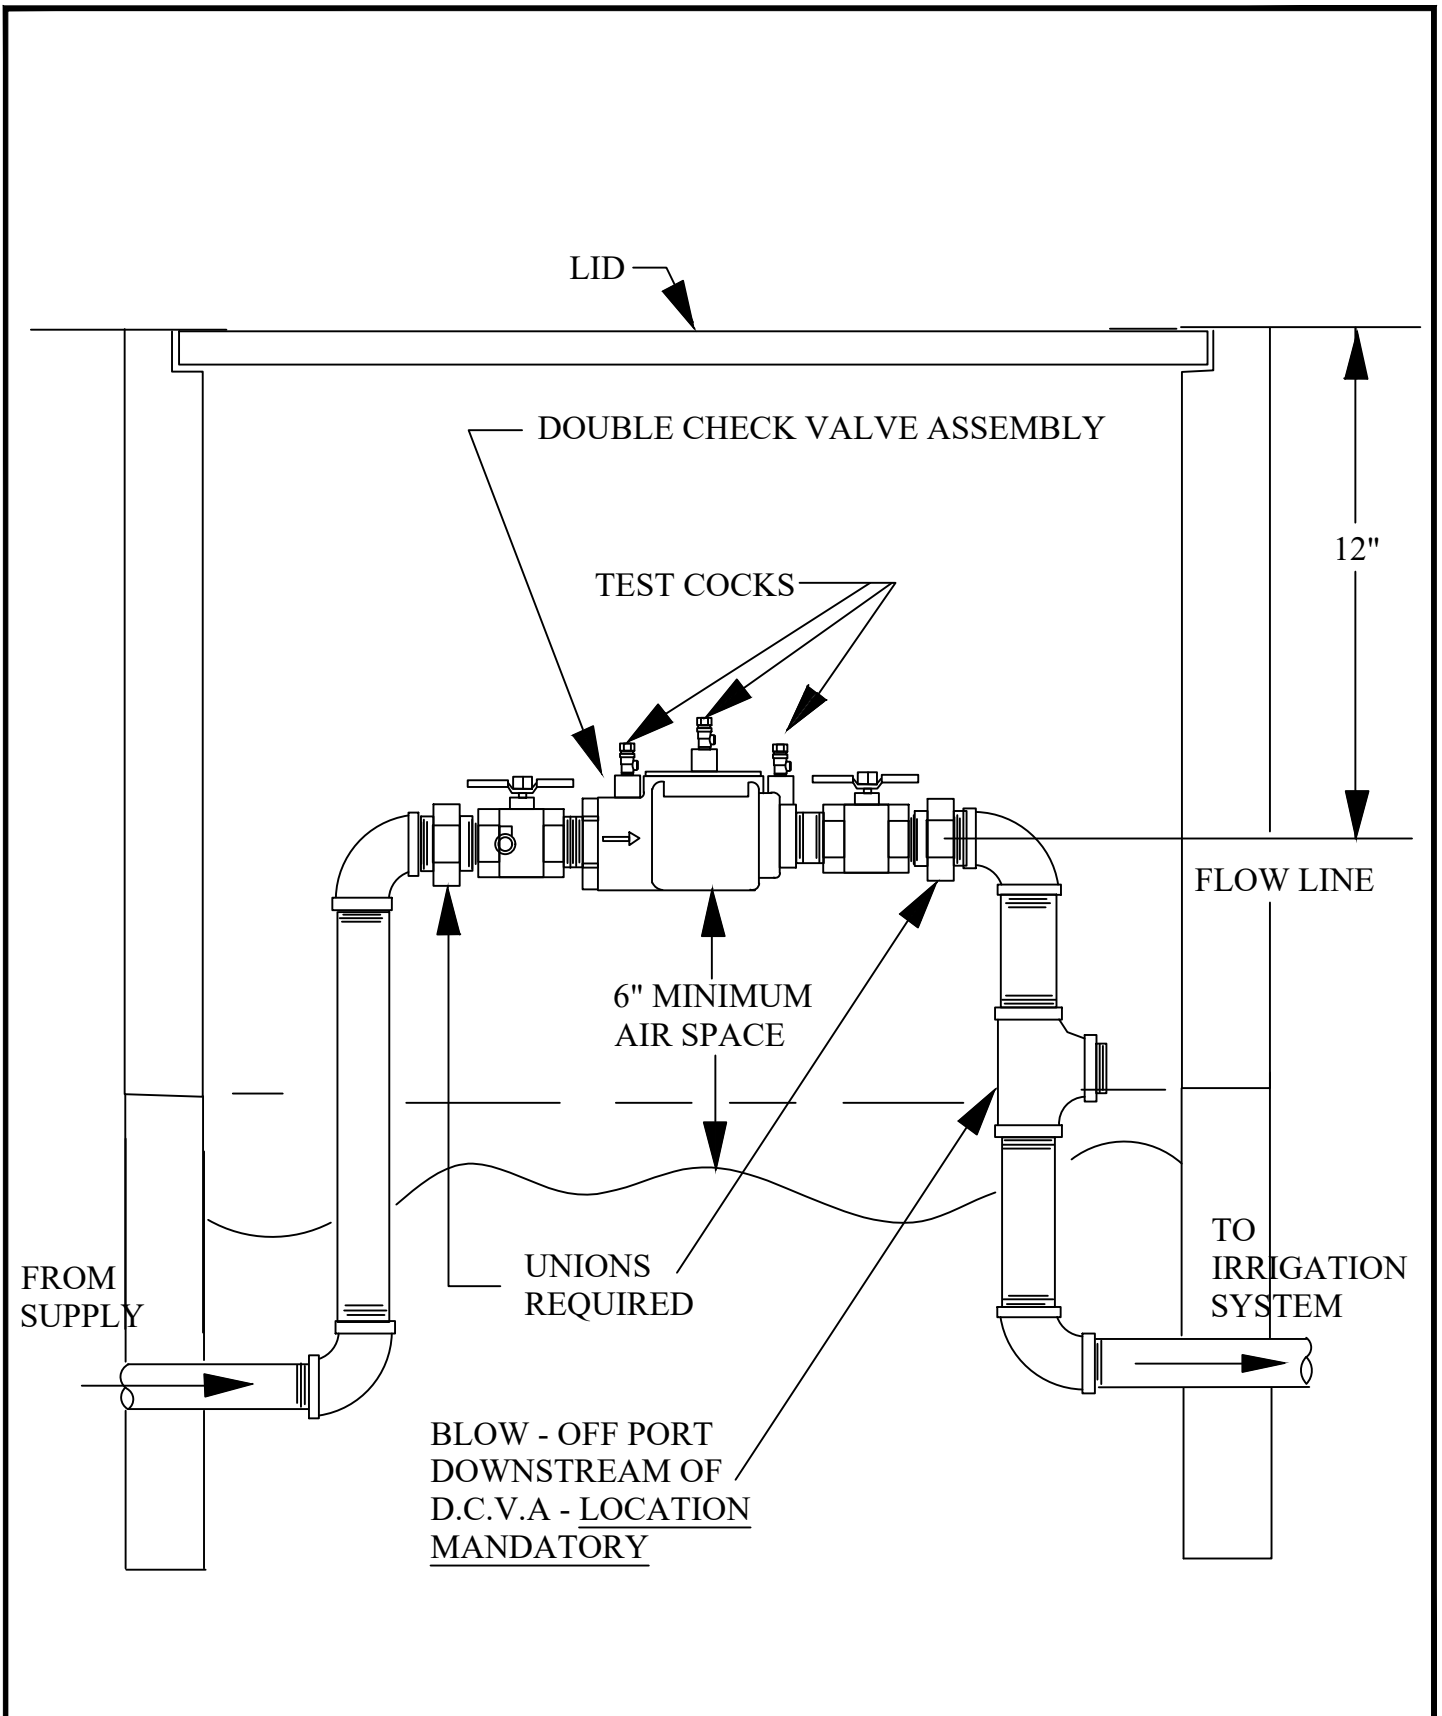 LID
DOUBLE CHECK VALVE ASSEMBLY
12"
TEST COCKS
FLOW LINE
6" MINIMUM
AIR SPACE
FROM
SUPPLY
UNIONS
REQUIRED
TO
IRRIGATION
SYSTEM
BLOW - OFF PORT
DOWNSTREAM OF
D.C.V.A - LOCATION
MANDATORY